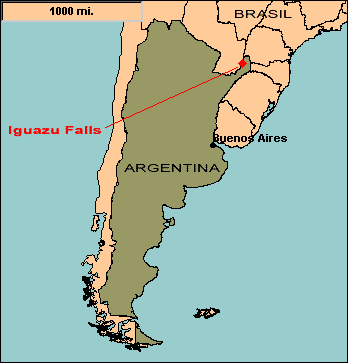 1000 mi.
BRASIL
Iguazu Falls
Buenos Aires
ARGENTINA